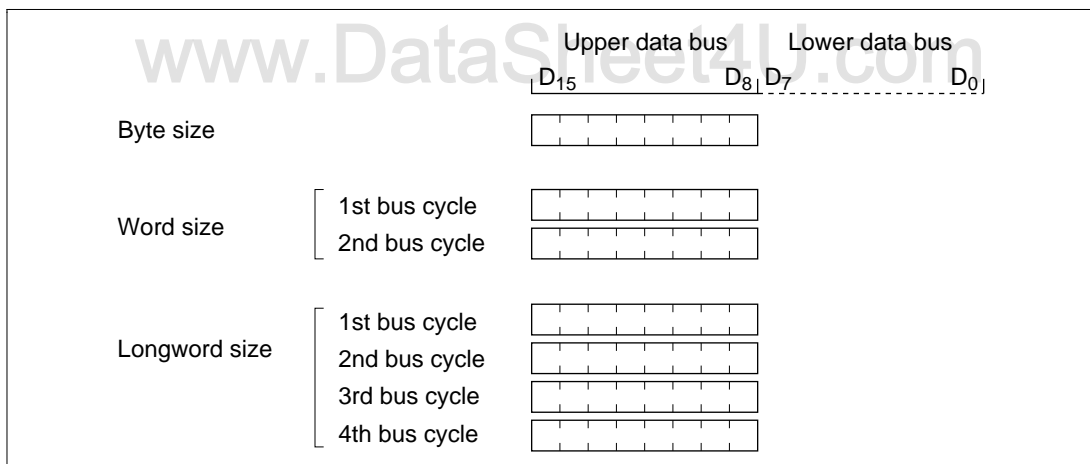 www.DataSheet4U.com
Upper data bus Lower data bus
D15 D8 D7 D0
Byte size
Word size
1st bus cycle
2nd bus cycle
Longword size
1st bus cycle
2nd bus cycle
3rd bus cycle
4th bus cycle